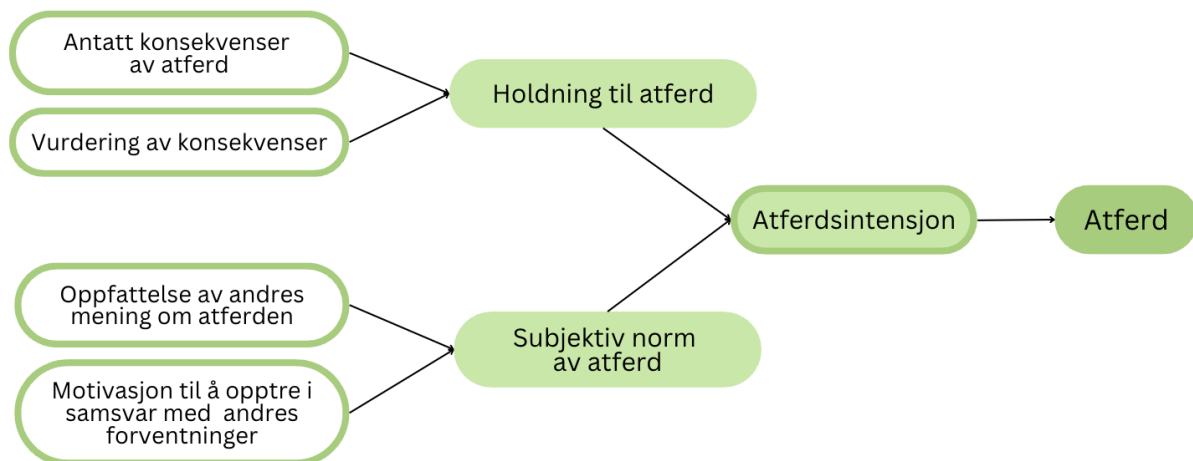 Antatt konsekvenser
av atferd
Vurdering av konsekvenser
Holdning til atferd
Atferdsintensjon
Atferd
Oppfattelse av andres
mening om atferden
Motivasjon til å opptre i
samsvar med andres
forventninger
Subjektiv norm
av atferd